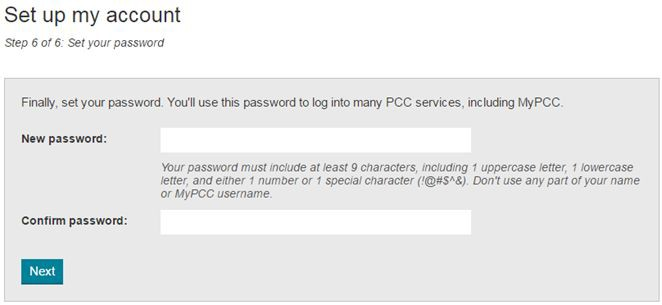 Set up my account
Step 6 of 6: Set your password
Finally, set your password. You'll use this password to log into many PCC services, including MyPCC.
New password:
Your password must include at least 9 characters, including 1 uppercase letter, 1 lowercase
letter, and either 1 number or 1 special character (!@#$^&). Don't use any part of your name
or MyPCC username.
Confirm password:
Next